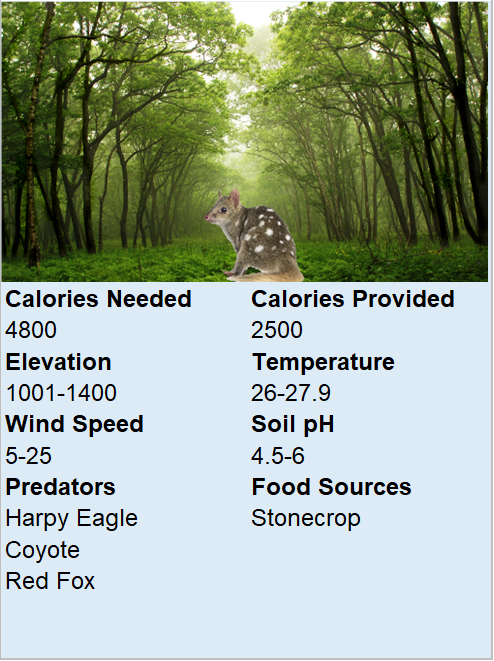 Calories Needed
Calories Provided
4800
2500
Elevation
Temperature
1001-1400
26-27.9
Wind Speed
Soil pH
5-25
4.5-6
Predators
Food Sources
Harpy Eagle
Stonecrop
Coyote
Red Fox